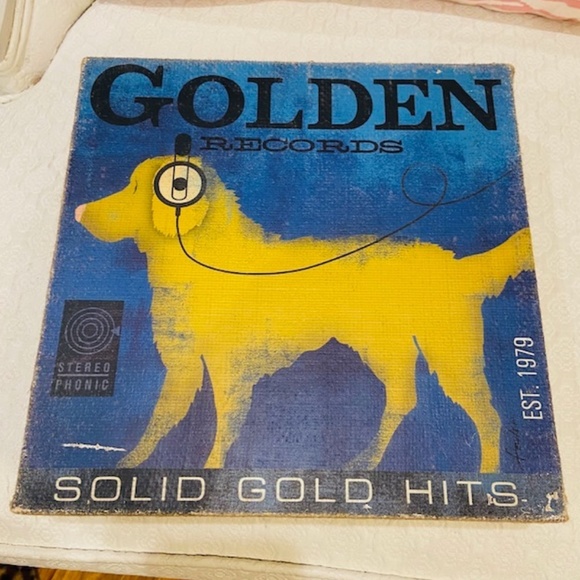 GOLDEN
RECORDS
STEREO
PHONIC
EST. 1979
SOLID GOLD HITS